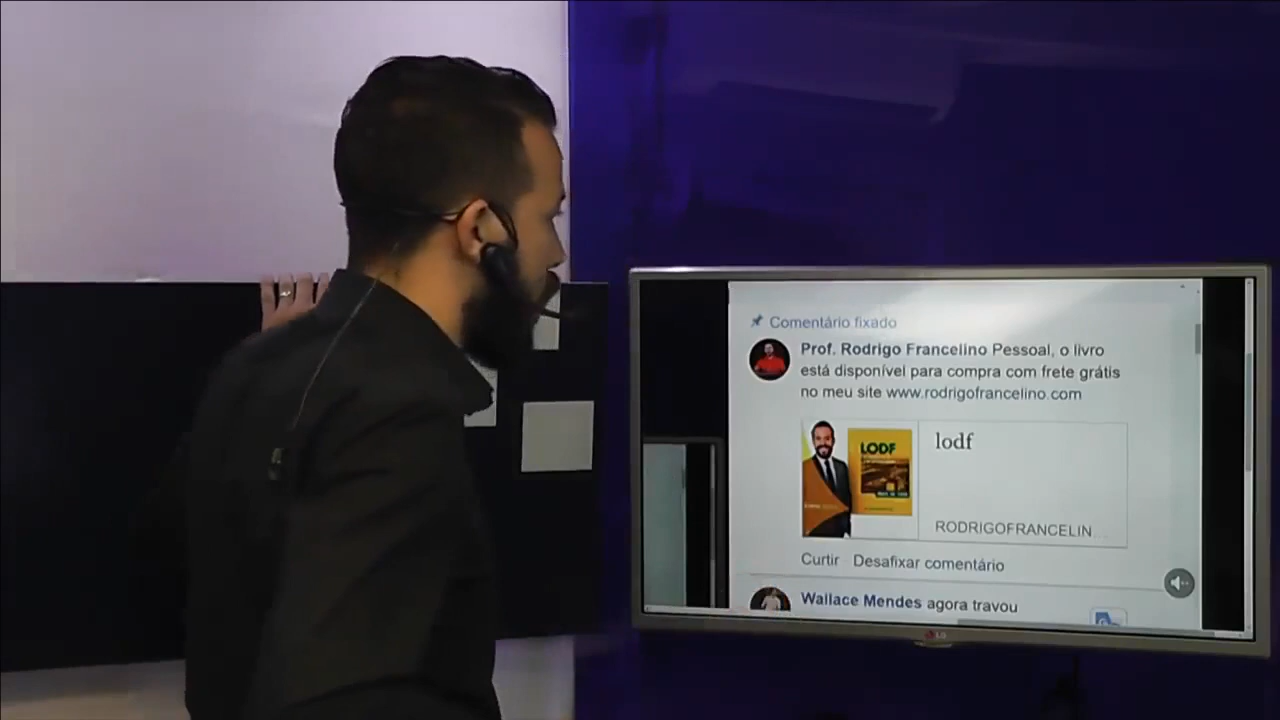 Comentário fixado
Prof. Rodrigo Francelino Pessoal, o livro
está disponível para compra com frete grátis
no meu site www.rodrigofrancelino.com
LODF
lodf
RODRIGOFRANCELIN...
Curtir Desafixar comentário
Wallace Mendes agora travou
LG